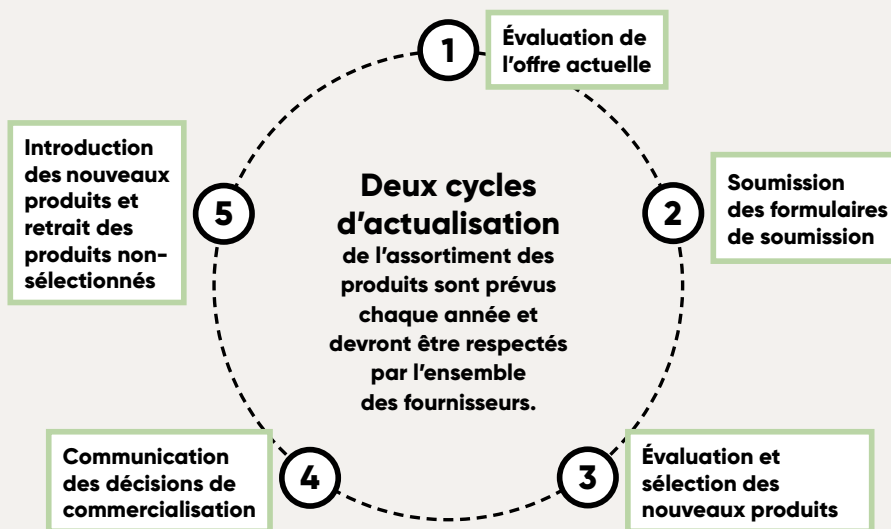 1
Évaluation de
l’offre actuelle
2
Soumission
des formulaires
de soumission
3
Évaluation et
sélection des
nouveaux produits
4
Communication
des décisions de
commercialisation
5
Introduction
des nouveaux
produits et
retrait des
produits non-
sélectionnés
Deux cycles
d’actualisation
de l’assortiment des
produits sont prévus
chaque année et
devront être respectés
par l’ensemble
des fournisseurs.